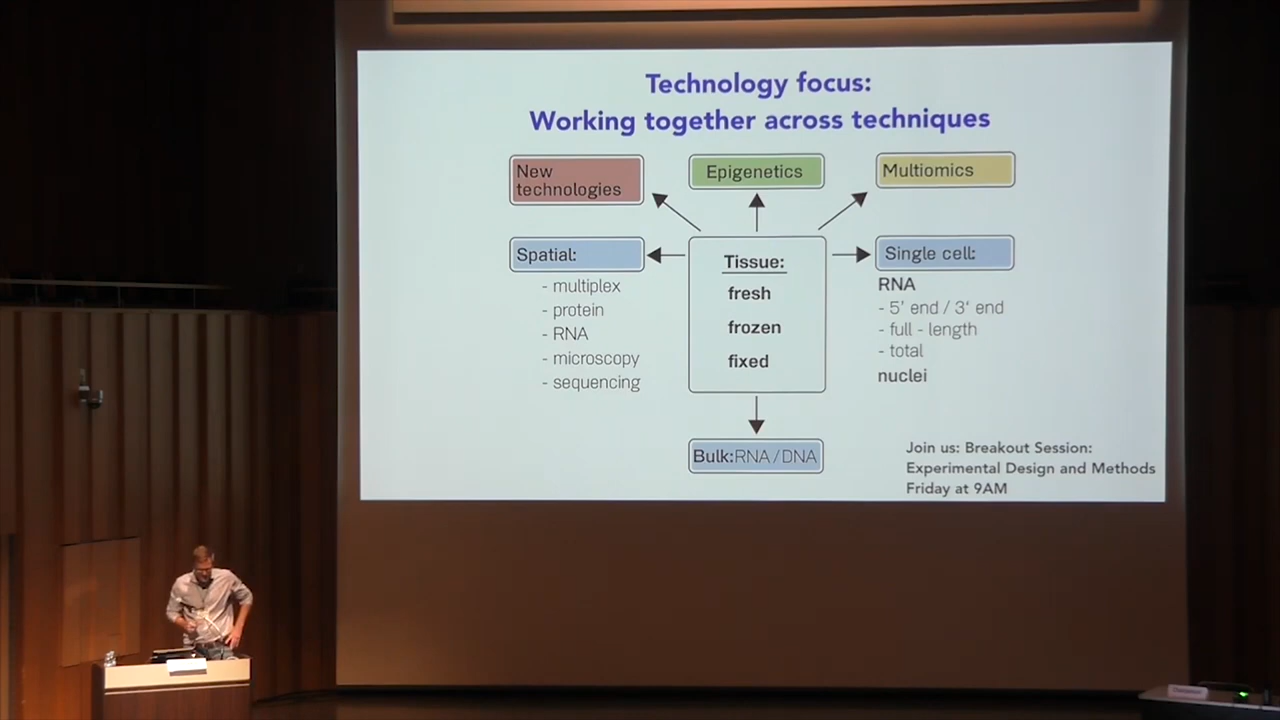 Technology focus:
Working together across techniques
New
technologies
Epigenetics
Multiomics
Spatial:
- multiplex
- protein
- RNA
- microscopy
- sequencing
Tissue:
fresh
frozen
fixed
Single cell:
RNA
- 5' end / 3' end
- full - length
- total
nuclei
Bulk:RNA/DNA
Join us: Breakout Session:
Experimental Design and Methods
Friday at 9AM